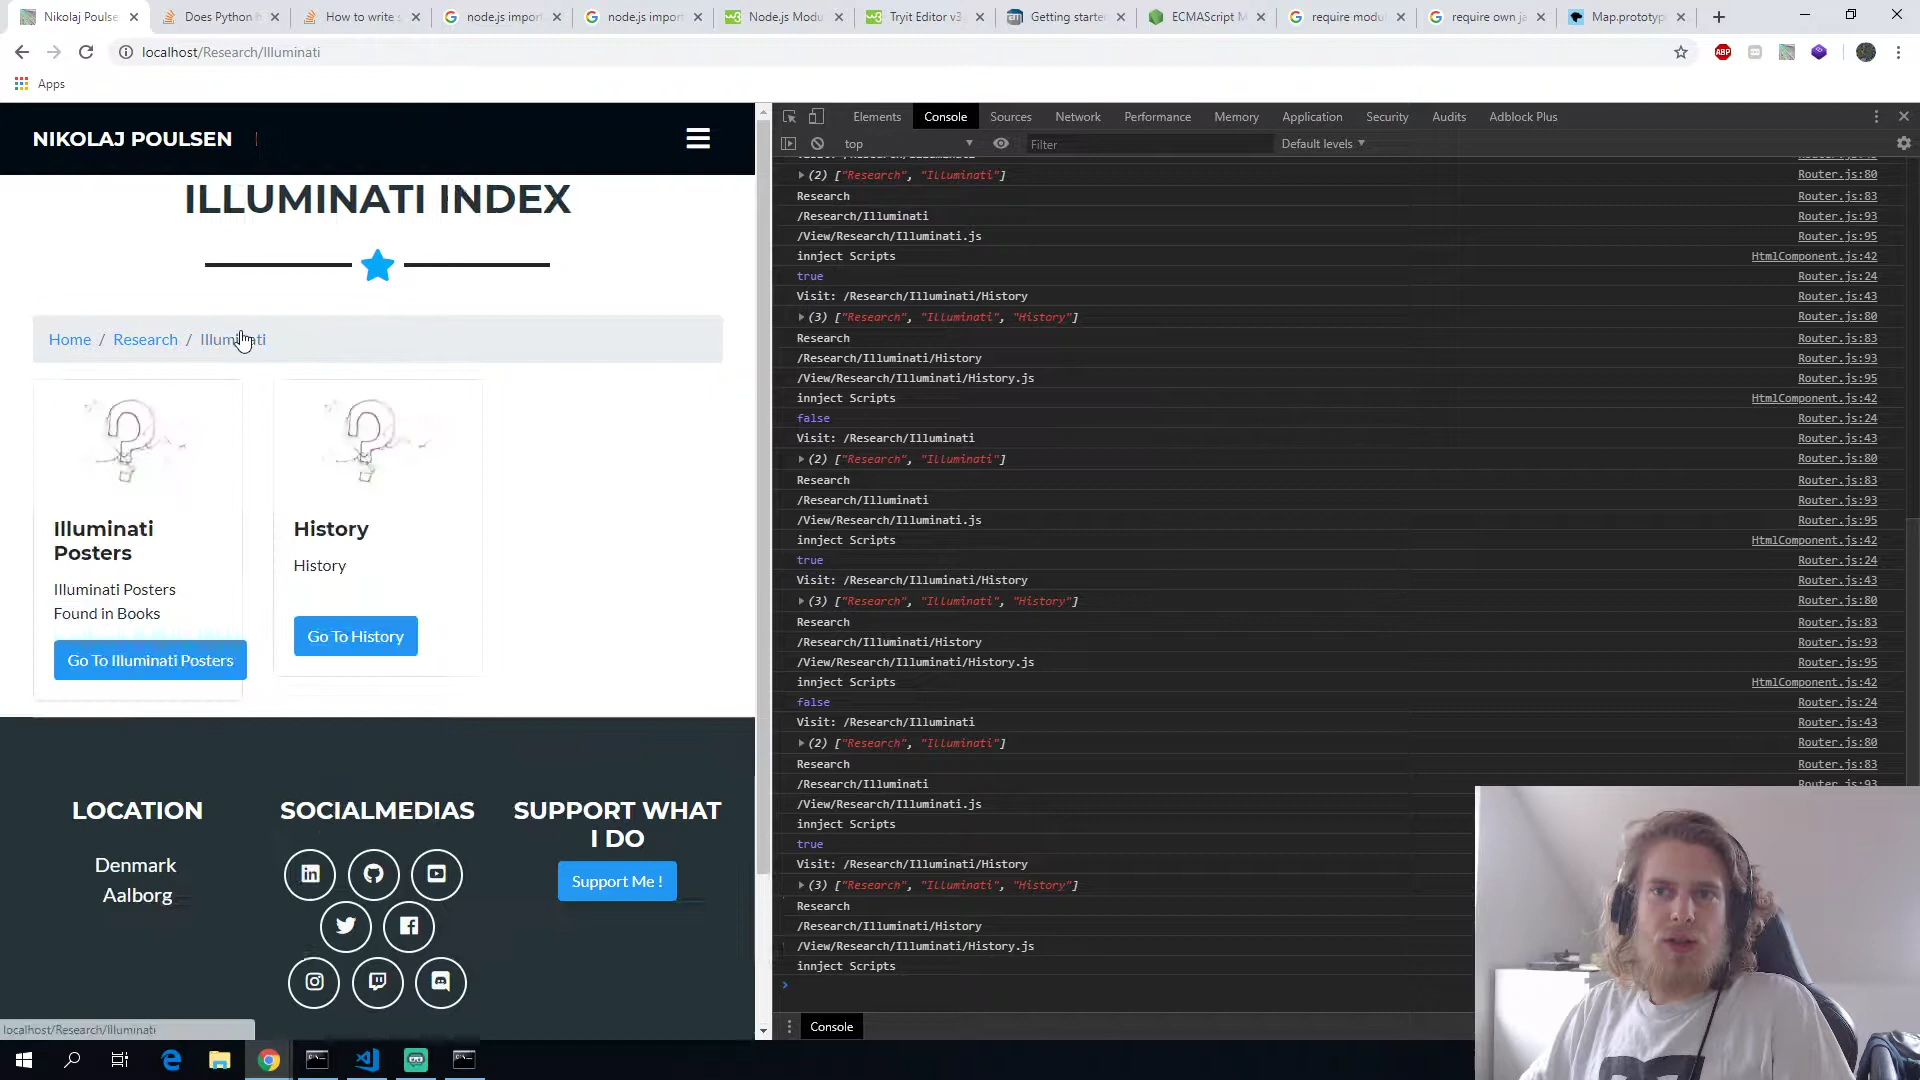 Nikolaj Poulsen
Does Python h
How to write s
node.js import
node.js import
Node.js Modu
Tryit Editor v3
Getting starte
ECMAScript M
require modu
require own ja
Map.prototyp
localhost/Research/Illuminati
ABP
Apps
NIKOLAJ POULSEN
ILLUMINATI INDEX
Home / Research / Illuminati
Illuminati
Posters
Illuminati Posters
Found in Books
Go To Illuminati Posters
History
History
Go To History
LOCATION
Denmark
Aalborg
SOCIALMEDIAS
SUPPORT WHAT
I DO
Support Me !
localhost/Research/Illuminati
Elements Console Sources Network Performance Memory Application Security Audits Adblock Plus
top Filter Default levels
(2) ["Research", "Illuminati"] Router.js:80
Research Router.js:83
/Research/Illuminati Router.js:93
/View/Research/Illuminati.js Router.js:95
innject Scripts HtmlComponent.js:42
true Router.js:24
Visit: /Research/Illuminati/History Router.js:43
(3) ["Research", "Illuminati", "History"] Router.js:80
Research Router.js:83
/Research/Illuminati/History Router.js:93
/View/Research/Illuminati/History.js Router.js:95
innject Scripts HtmlComponent.js:42
false Router.js:24
Visit: /Research/Illuminati Router.js:43
(2) ["Research", "Illuminati"] Router.js:80
Research Router.js:83
/Research/Illuminati Router.js:93
/View/Research/Illuminati.js Router.js:95
innject Scripts HtmlComponent.js:42
true Router.js:24
Visit: /Research/Illuminati/History Router.js:43
(3) ["Research", "Illuminati", "History"] Router.js:80
Research Router.js:83
/Research/Illuminati/History Router.js:93
/View/Research/Illuminati/History.js Router.js:95
innject Scripts HtmlComponent.js:42
false Router.js:24
Visit: /Research/Illuminati Router.js:43
(2) ["Research", "Illuminati"] Router.js:80
Research Router.js:83
/Research/Illuminati Router.js:93
/View/Research/Illuminati.js
innject Scripts
true
Visit: /Research/Illuminati/History
(3) ["Research", "Illuminati", "History"]
Research
/Research/Illuminati/History
/View/Research/Illuminati/History.js
innject Scripts
Console